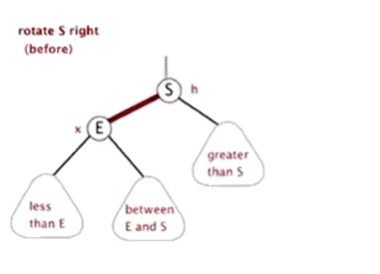 rotate S right
(before)
S
h
x
E
greater
than S
less
than E
between
E and S